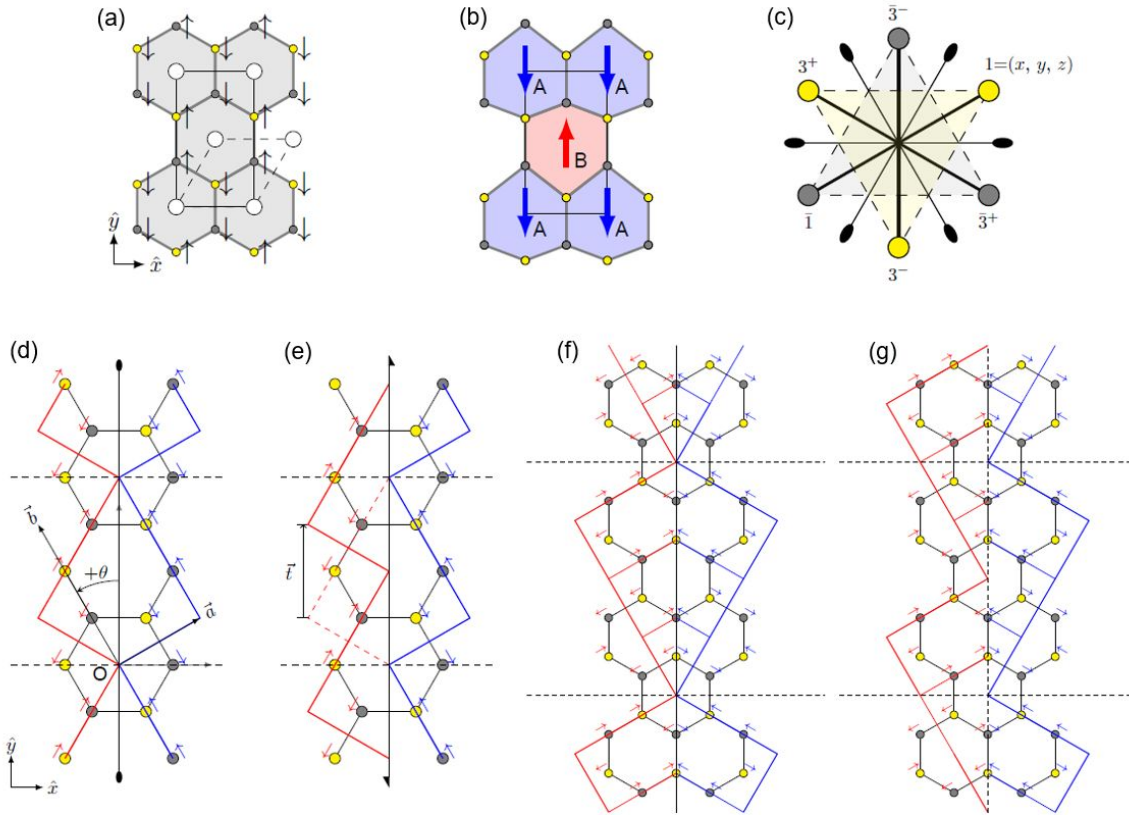 (a)
(b)
(c)
A A
B
A A
ŷ
x̂
3̄⁻
3⁺
1=(x, y, z)
1̄
3̄⁺
3⁻
(d)
(e)
(f)
(g)
b⃗
+θ
a⃗
O
t⃗
ŷ
x̂